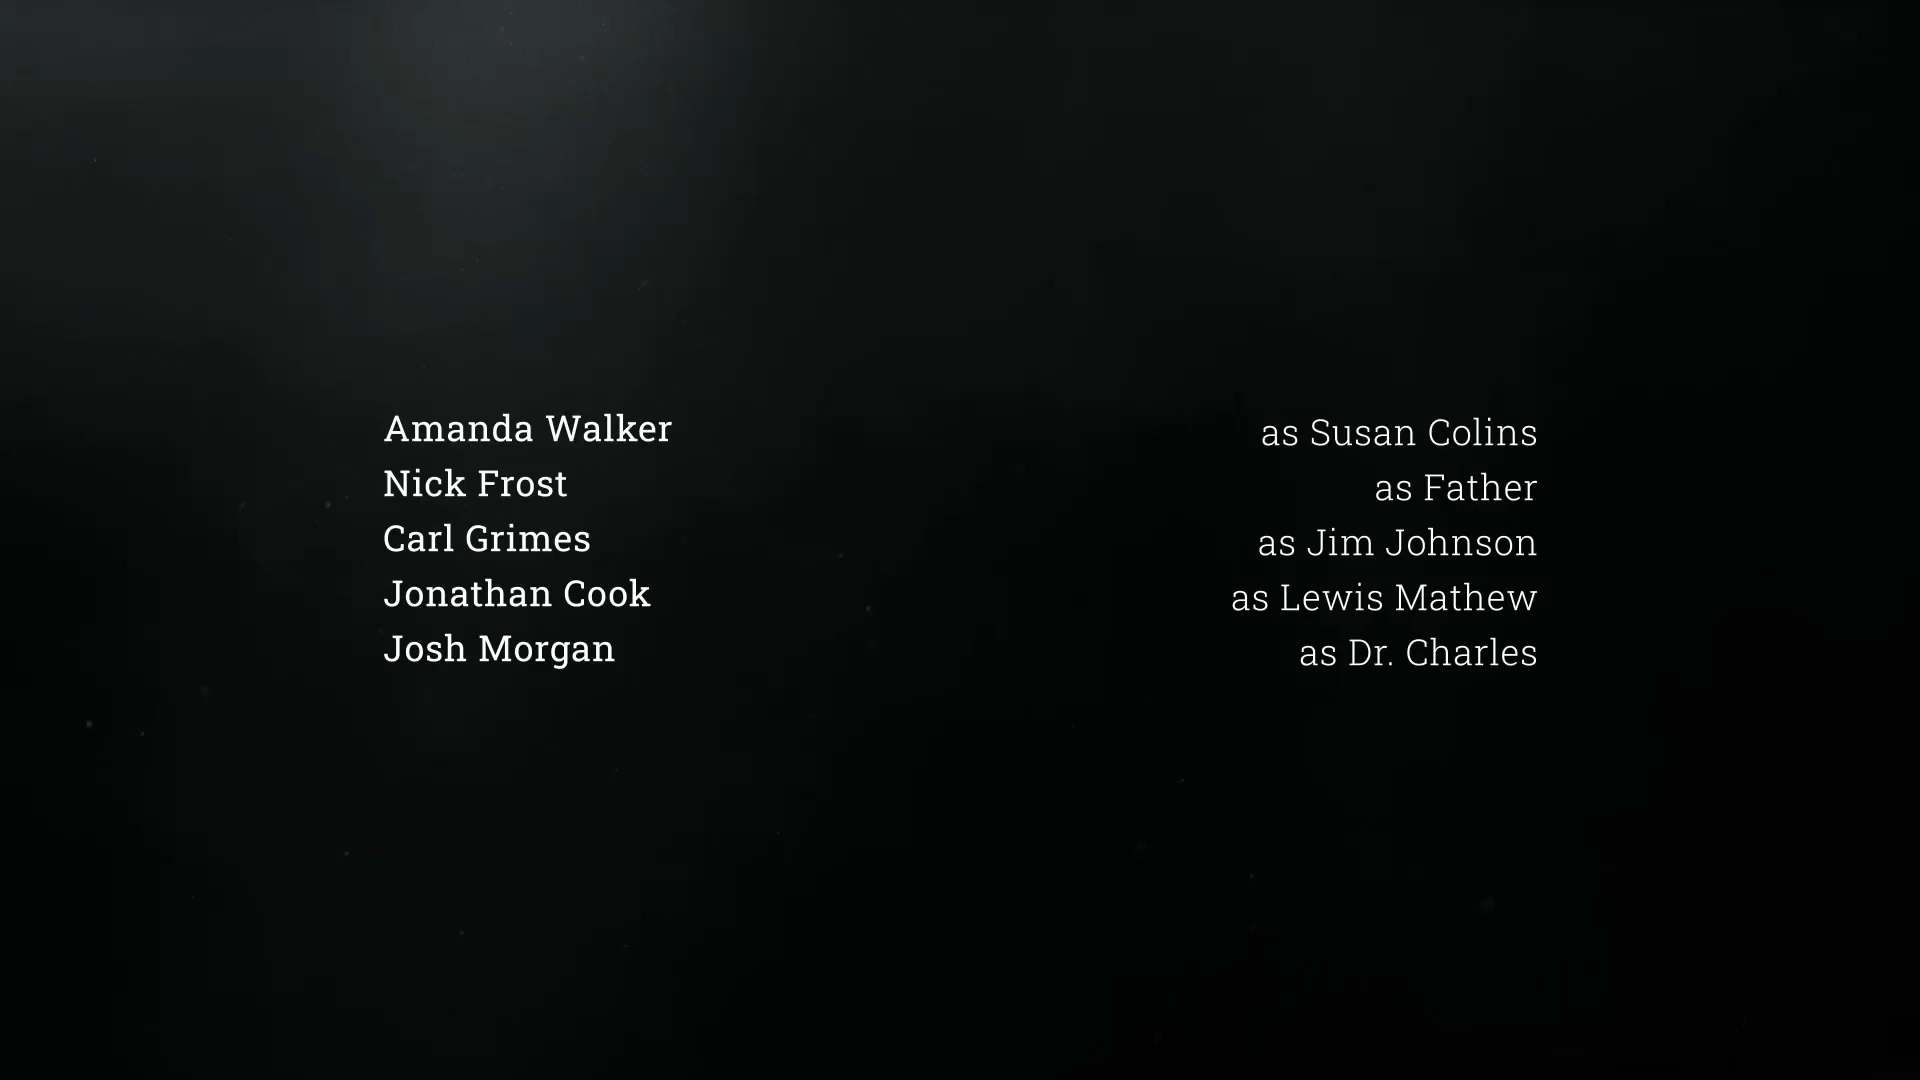 Amanda Walker as Susan Colins
Nick Frost as Father
Carl Grimes as Jim Johnson
Jonathan Cook as Lewis Mathew
Josh Morgan as Dr. Charles